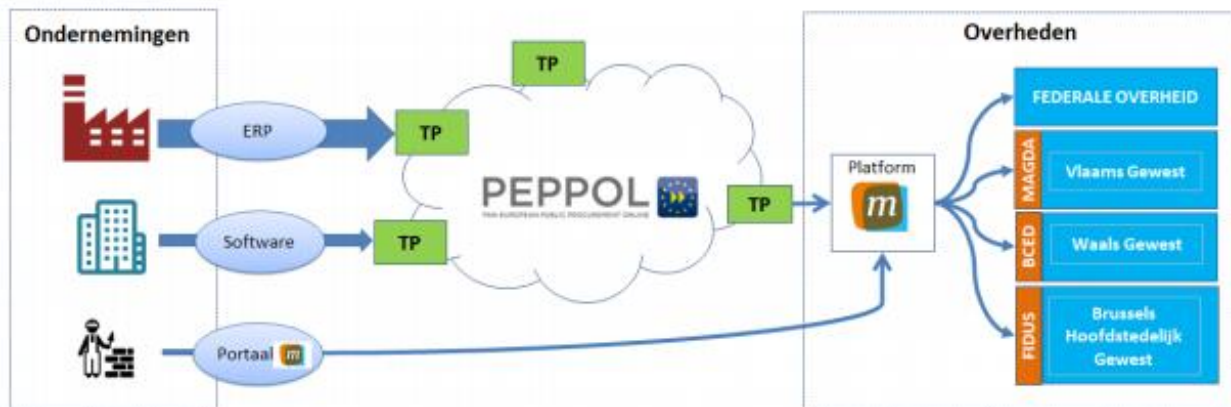 Ondernemingen
Overheden
TP
ERP
TP
FEDERALE OVERHEID
MAGDA
Vlaams Gewest
Platform
m
PEPPOL
PAN-EUROPEAN PUBLIC PROCUREMENT ONLINE
TP
Software
TP
BCED
Waals Gewest
Portaal m
FIDUS
Brussels
Hoofdstedelijk
Gewest